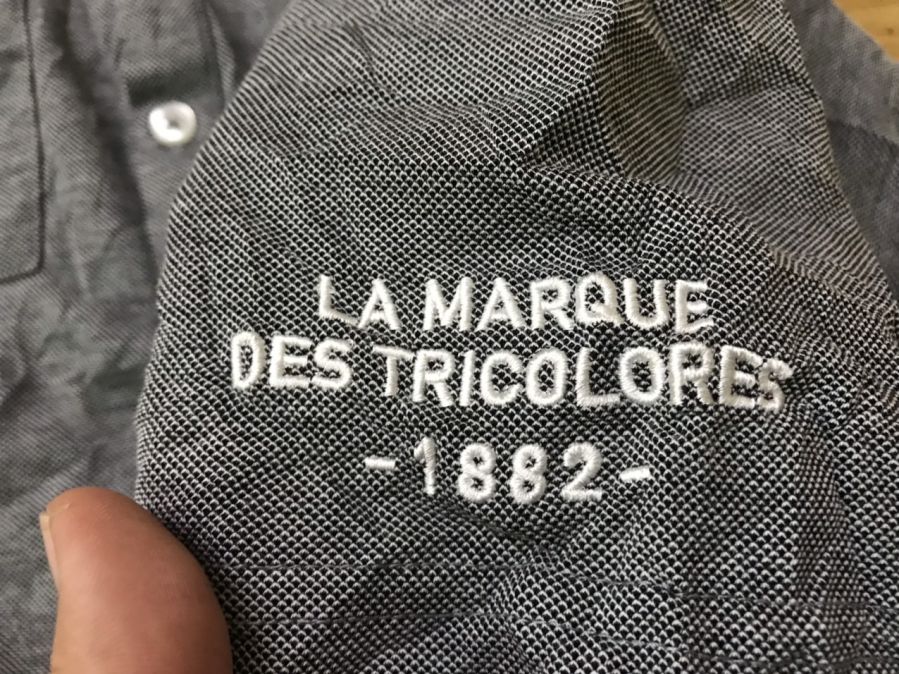 LA MARQUE
DES TRICOLORES
-1882-